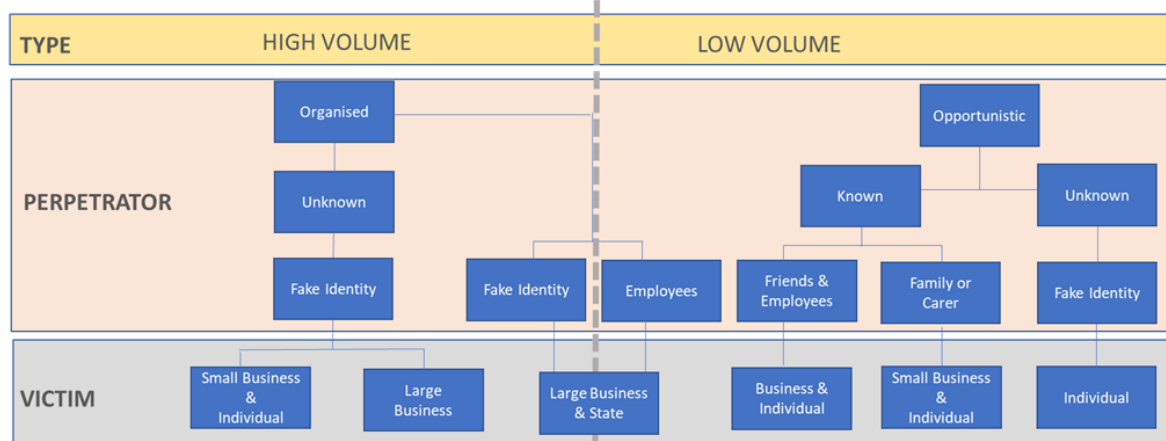 TYPE
HIGH VOLUME
LOW VOLUME
PERPETRATOR
Organised
Opportunistic
Unknown
Known
Unknown
Fake Identity
Fake Identity
Employees
Friends &
Employees
Family or
Carer
Fake Identity
VICTIM
Small Business
&
Individual
Large
Business
Large Business
& State
Business &
Individual
Small Business
&
Individual
Individual